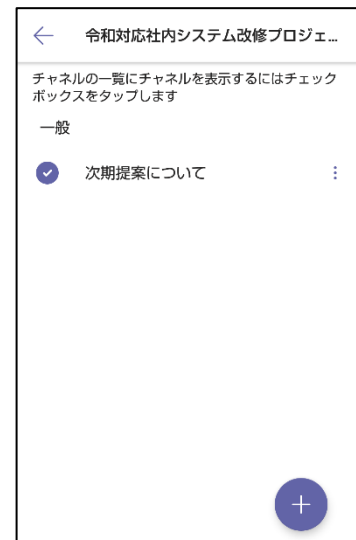 令和対応社内システム改修プロジェ...
チャネルの一覧にチャネルを表示するにはチェック
ボックスをタップします
一般
次期提案について